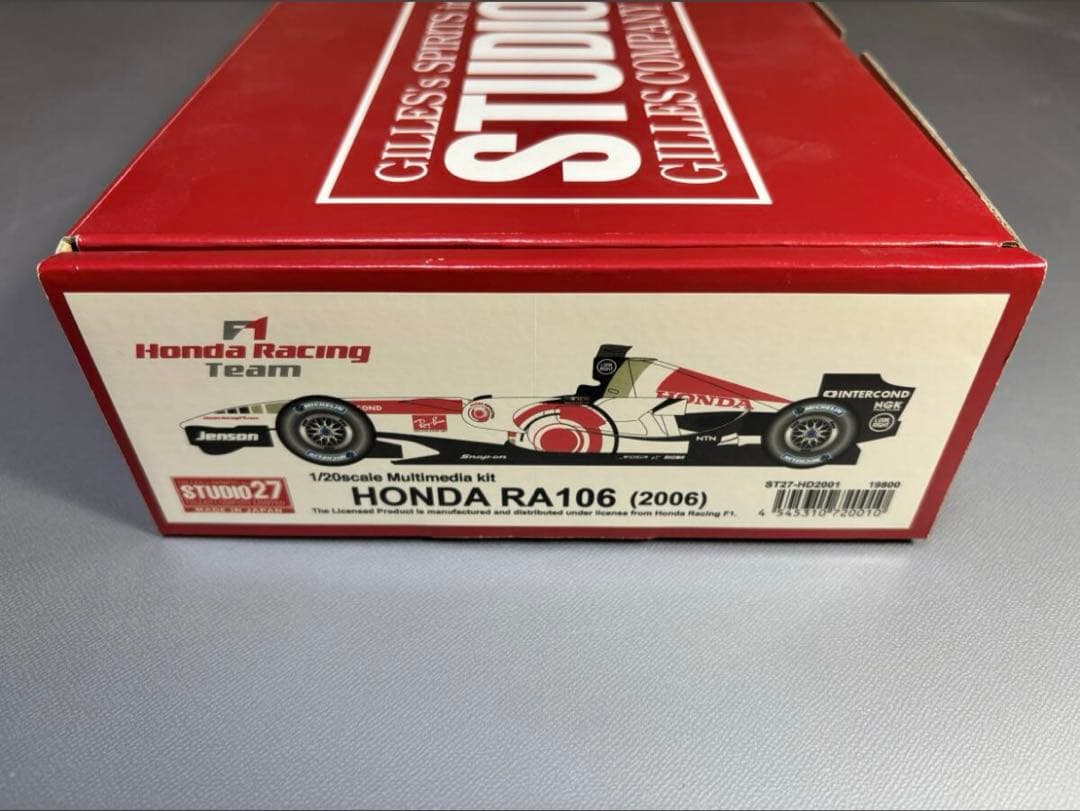 GILLES's SPIRITS
STUDIO
GILLES COMPANY
F1
Honda Racing
Team
INTERCOND
NGK
HONDA
MICHELIN
MICHELIN
Ray-Ban
Jenson
NTN
Snap-on
1/20scale Multimedia kit
HONDA RA106 (2006)
The Licensed Product is manufactured and distributed under license from Honda Racing F1.
STUDIO27
MADE IN JAPAN
ST27-HD2001 19800
4 545310 720010